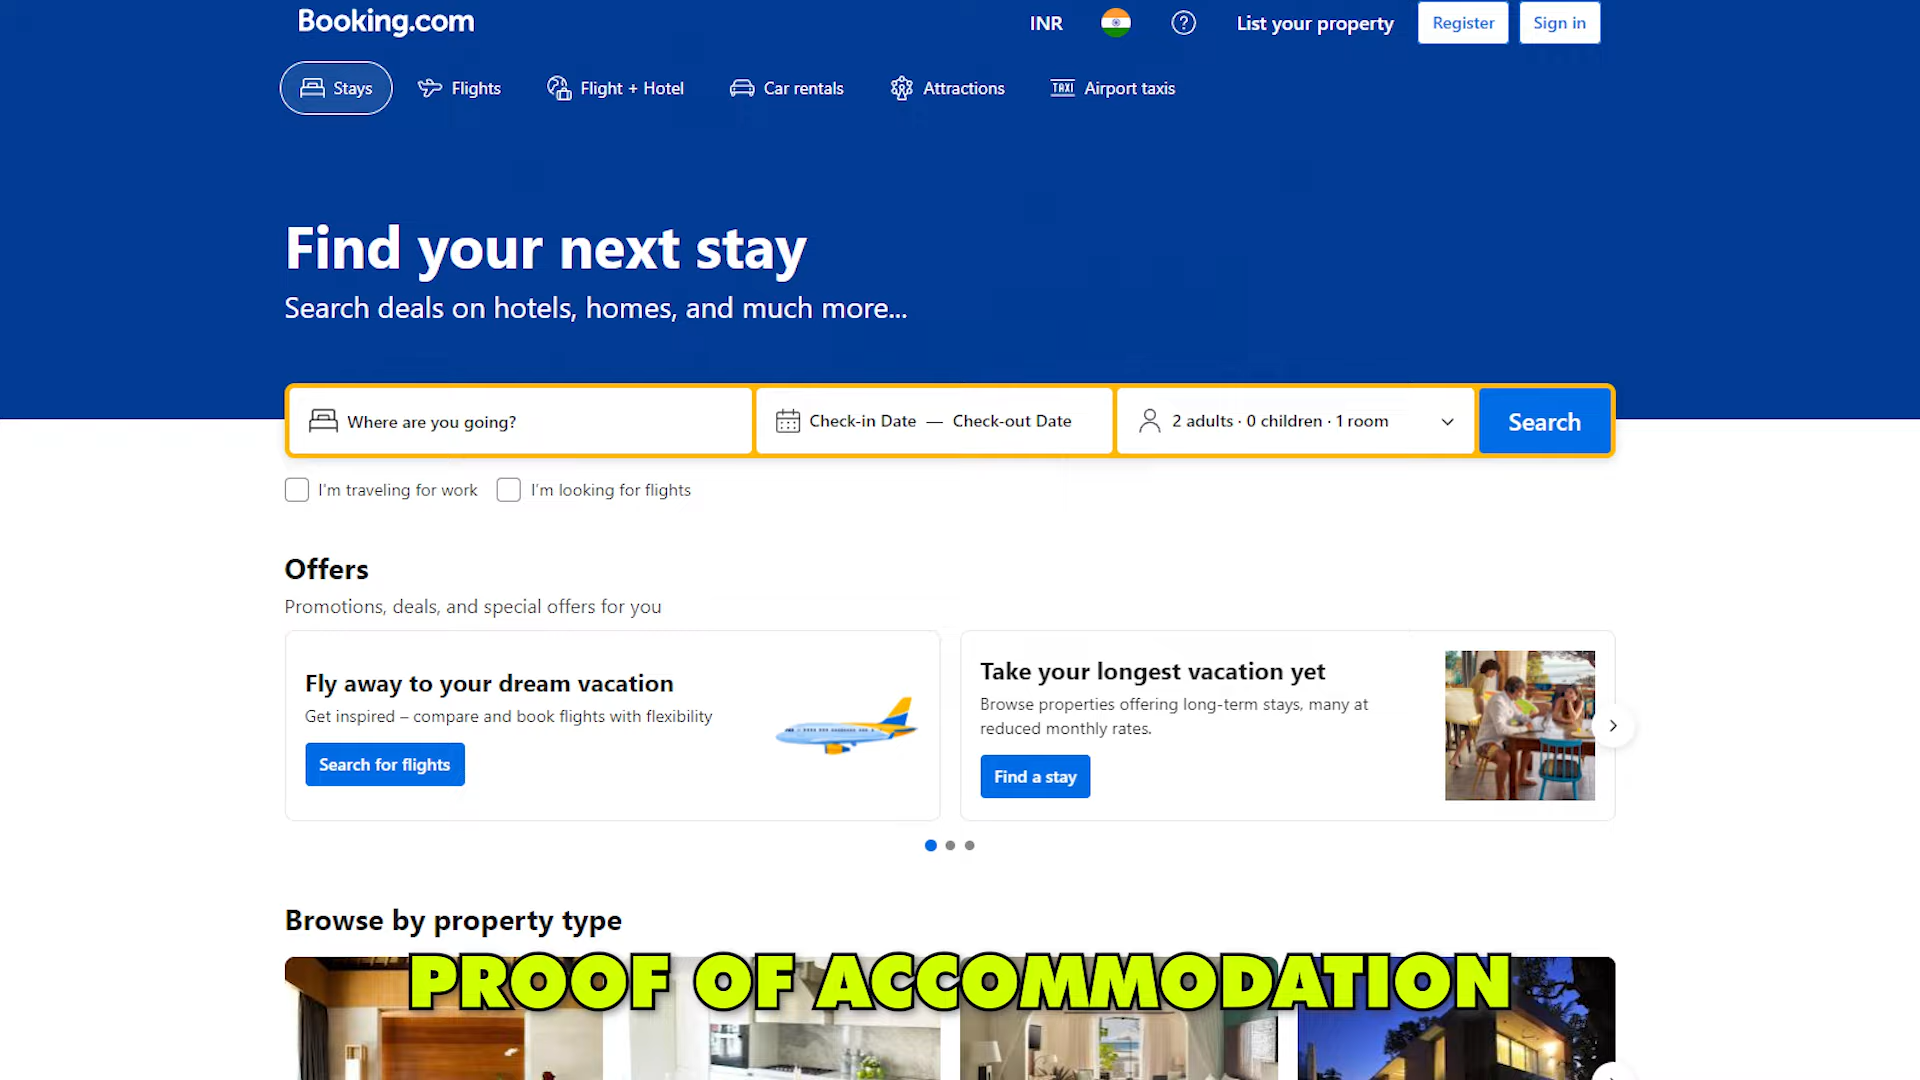 Booking.com
INR
List your property
Register
Sign in
Stays
Flights
Flight + Hotel
Car rentals
TAXI
Attractions
Airport taxis
Find your next stay
Search deals on hotels, homes, and much more...
Where are you going?
Check-in Date — Check-out Date
2 adults · 0 children · 1 room
Search
I'm traveling for work
I'm looking for flights
Offers
Promotions, deals, and special offers for you
Fly away to your dream vacation
Get inspired – compare and book flights with flexibility
Search for flights
Take your longest vacation yet
Browse properties offering long-term stays, many at
reduced monthly rates.
Find a stay
Browse by property type
PROOF OF ACCOMMODATION